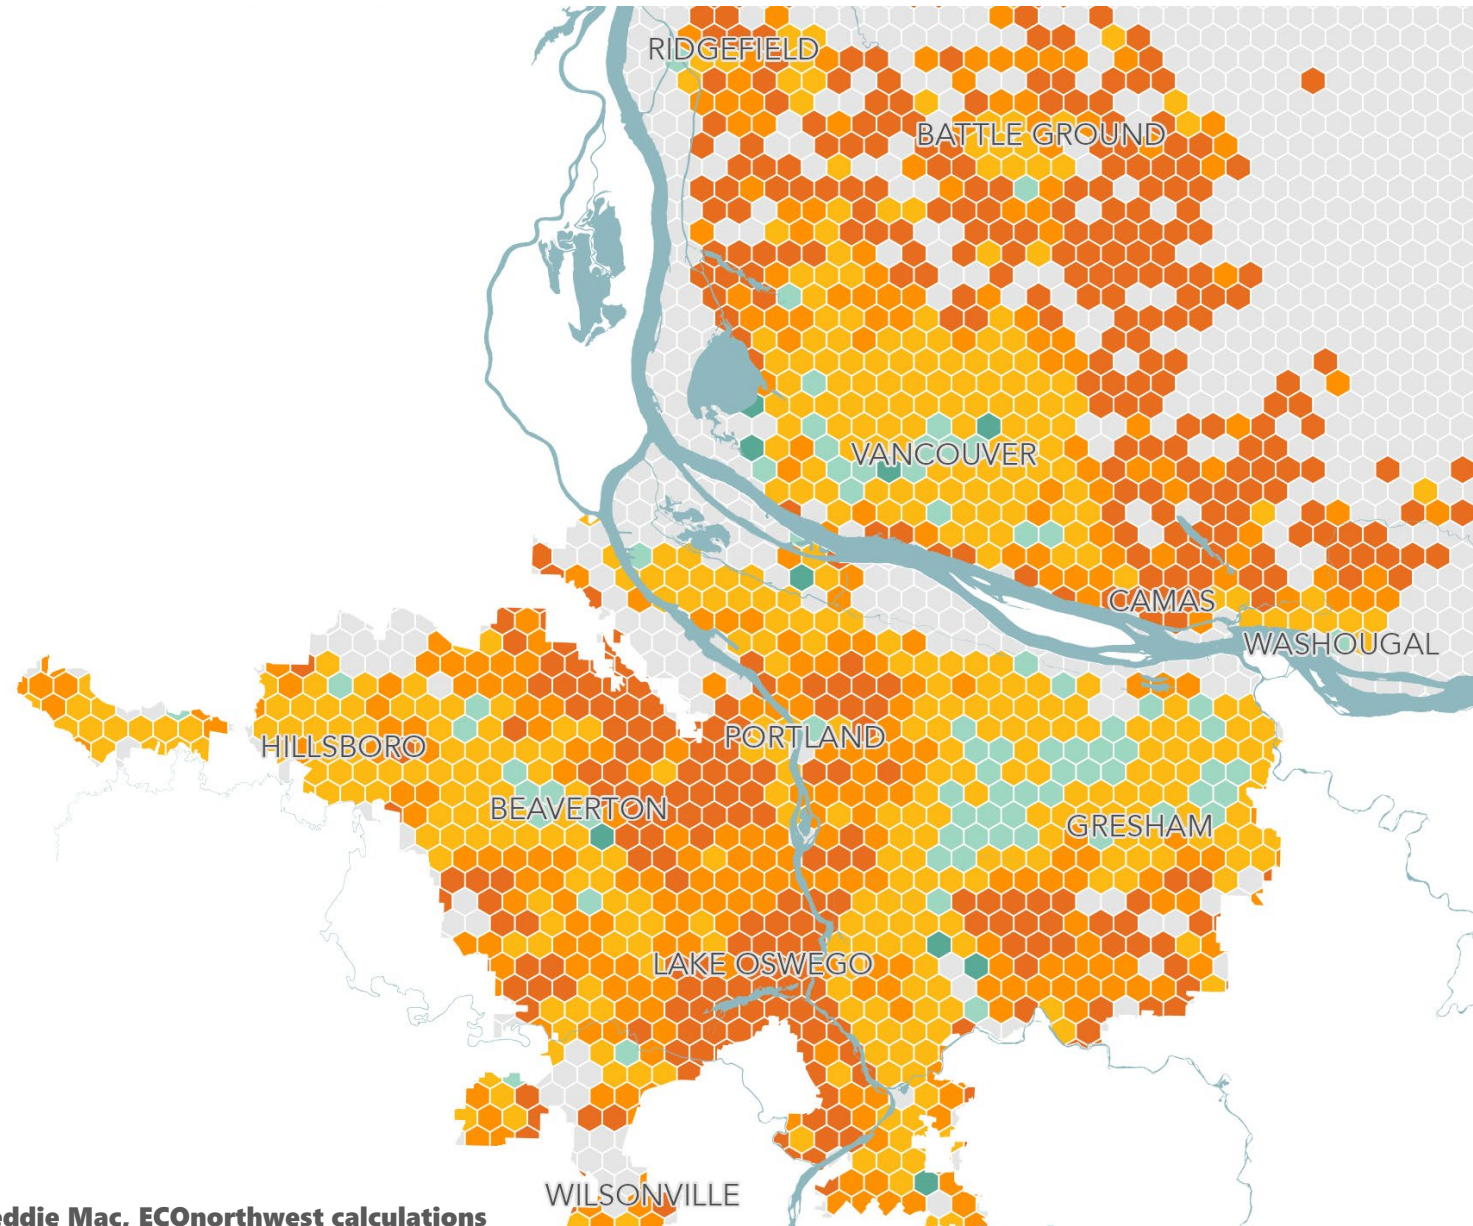 RIDGEFIELD
BATTLE GROUND
VANCOUVER
CAMAS
WASHOUGAL
PORTLAND
HILLSBORO
BEAVERTON
GRESHAM
LAKE OSWEGO
WILSONVILLE
eddie Mac, ECOnorthwest calculations